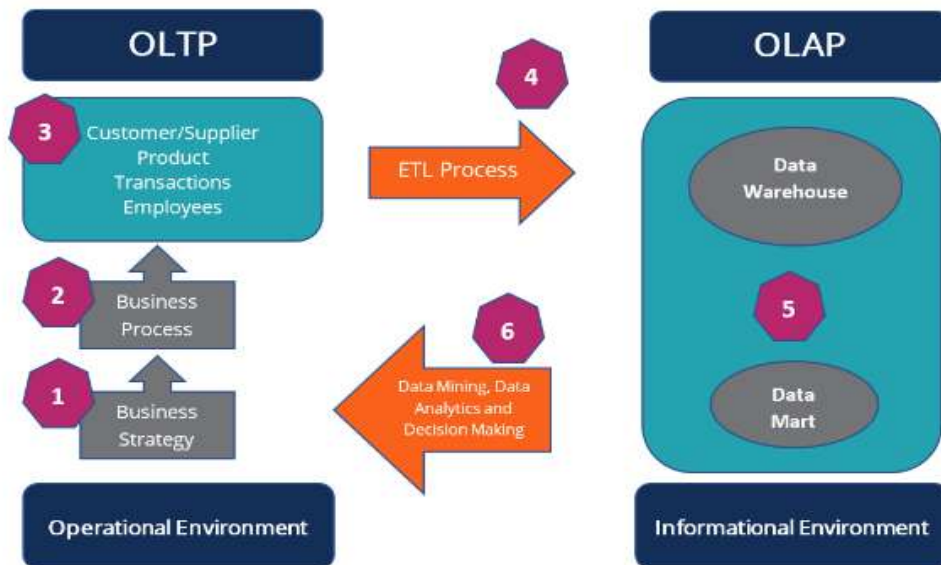 OLTP
OLAP
3
Customer/Supplier
Product
Transactions
Employees
4
ETL Process
Data
Warehouse
2
Business
Process
5
6
1
Business
Strategy
Data Mining, Data
Analytics and
Decision Making
Data
Mart
Operational Environment
Informational Environment